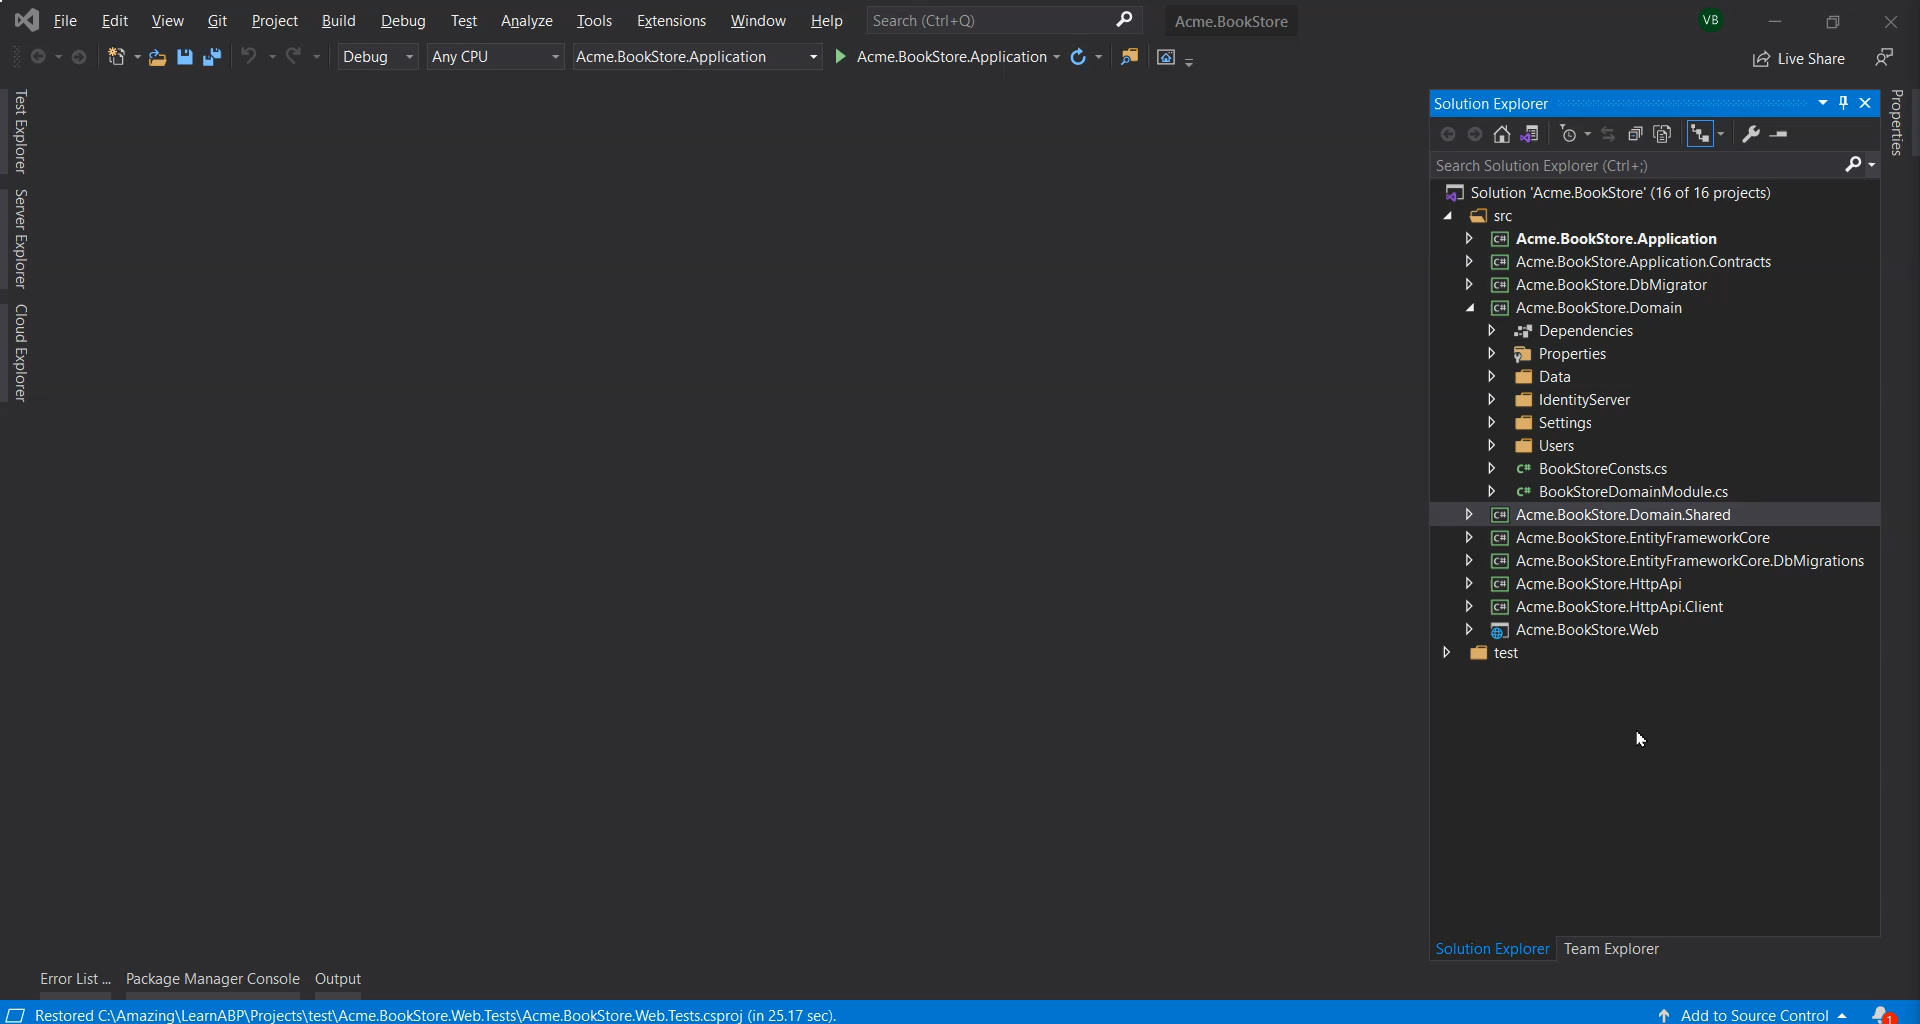 File Edit View Git Project Build Debug Test Analyze Tools Extensions Window Help Search (Ctrl+Q) Acme.BookStore VB
Debug Any CPU Acme.BookStore.Application Acme.BookStore.Application Live Share
Test Explorer
Server Explorer
Cloud Explorer
Solution Explorer
Search Solution Explorer (Ctrl+;)
Solution 'Acme.BookStore' (16 of 16 projects)
src
C# Acme.BookStore.Application
C# Acme.BookStore.Application.Contracts
C# Acme.BookStore.DbMigrator
C# Acme.BookStore.Domain
Dependencies
Properties
Data
IdentityServer
Settings
Users
C# BookStoreConsts.cs
C# BookStoreDomainModule.cs
C# Acme.BookStore.Domain.Shared
C# Acme.BookStore.EntityFrameworkCore
C# Acme.BookStore.EntityFrameworkCore.DbMigrations
C# Acme.BookStore.HttpApi
C# Acme.BookStore.HttpApi.Client
Acme.BookStore.Web
test
Solution Explorer Team Explorer
Properties
Error List ... Package Manager Console Output
Restored C:\Amazing\LearnABP\Projects\test\Acme.BookStore.Web.Tests\Acme.BookStore.Web.Tests.csproj (in 25.17 sec). Add to Source Control 1